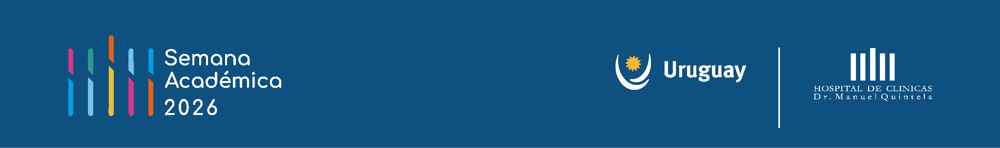 Semana
Académica
2026
Uruguay
HOSPITAL DE CLINICAS
Dr. Manuel Quintela